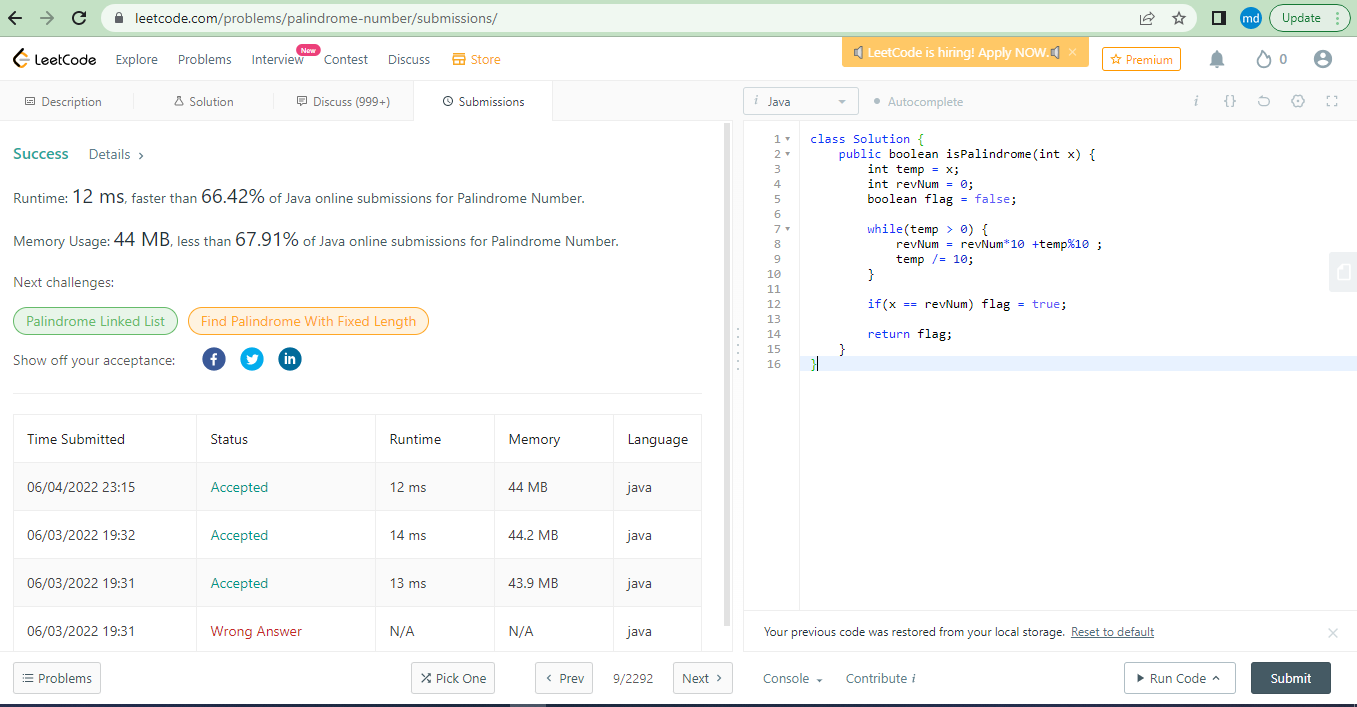 leetcode.com/problems/palindrome-number/submissions/
md
Update
LeetCode
Explore
Problems
Interview
New
Contest
Discuss
Store
LeetCode is hiring! Apply NOW.
Premium
0
Description
Solution
Discuss (999+)
Submissions
i Java
Autocomplete
i {}
Success Details
Runtime: 12 ms, faster than 66.42% of Java online submissions for Palindrome Number.
Memory Usage: 44 MB, less than 67.91% of Java online submissions for Palindrome Number.
Next challenges:
Palindrome Linked List
Find Palindrome With Fixed Length
Show off your acceptance:
f
in
Time Submitted Status Runtime Memory Language
06/04/2022 23:15 Accepted 12 ms 44 MB java
06/03/2022 19:32 Accepted 14 ms 44.2 MB java
06/03/2022 19:31 Accepted 13 ms 43.9 MB java
06/03/2022 19:31 Wrong Answer N/A N/A java
1 class Solution {
2 public boolean isPalindrome(int x) {
3 int temp = x;
4 int revNum = 0;
5 boolean flag = false;
6
7 while(temp > 0) {
8 revNum = revNum*10 +temp%10 ;
9 temp /= 10;
10 }
11
12 if(x == revNum) flag = true;
13
14 return flag;
15 }
16 }
Your previous code was restored from your local storage. Reset to default
Problems
Pick One
Prev
9/2292
Next
Console
Contribute i
Run Code
Submit